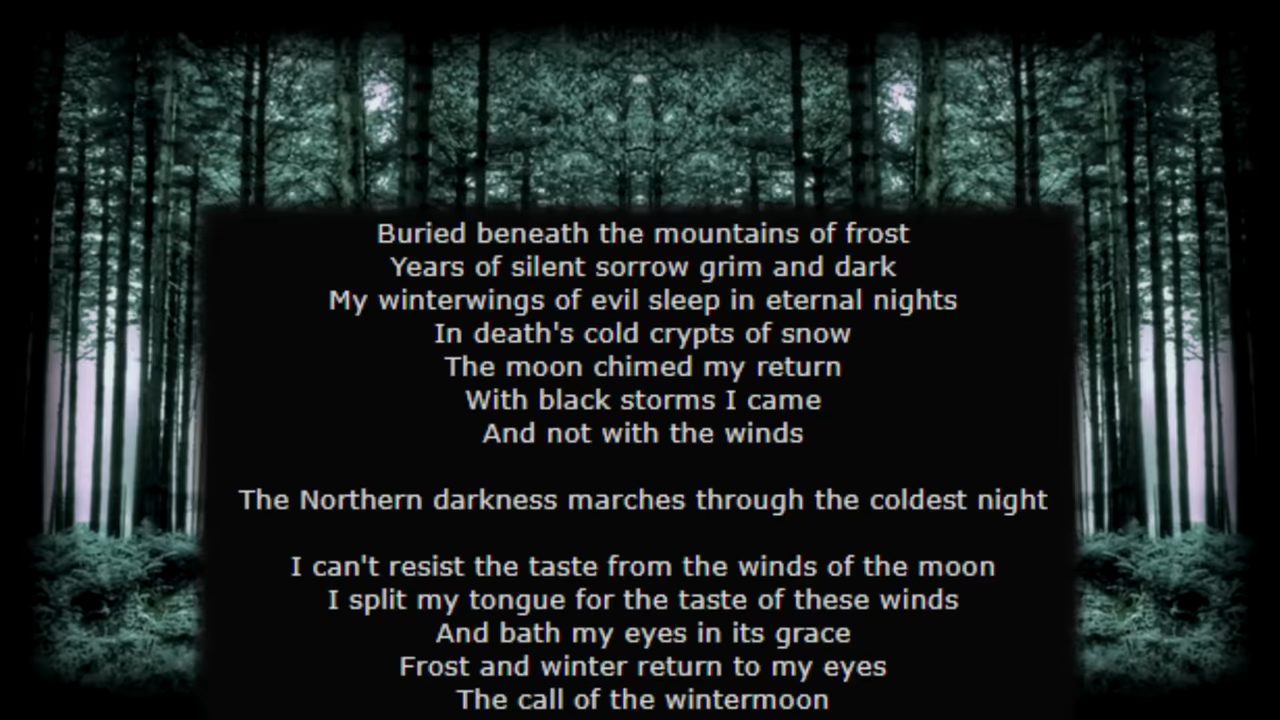 Buried beneath the mountains of frost
Years of silent sorrow grim and dark
My winterwings of evil sleep in eternal nights
In death's cold crypts of snow
The moon chimed my return
With black storms I came
And not with the winds
The Northern darkness marches through the coldest night
I can't resist the taste from the winds of the moon
I split my tongue for the taste of these winds
And bath my eyes in its grace
Frost and winter return to my eyes
The call of the wintermoon